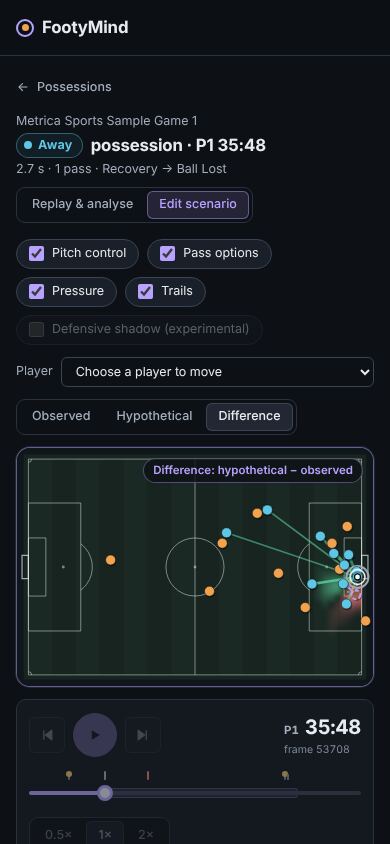 FootyMind
← Possessions
Metrica Sports Sample Game 1
Away possession · P1 35:48
2.7 s · 1 pass · Recovery → Ball Lost
Replay & analyse Edit scenario
Pitch control Pass options
Pressure Trails
Defensive shadow (experimental)
Player Choose a player to move
Observed Hypothetical Difference
Difference: hypothetical − observed
P1 35:48
frame 53708
0.5× 1× 2×